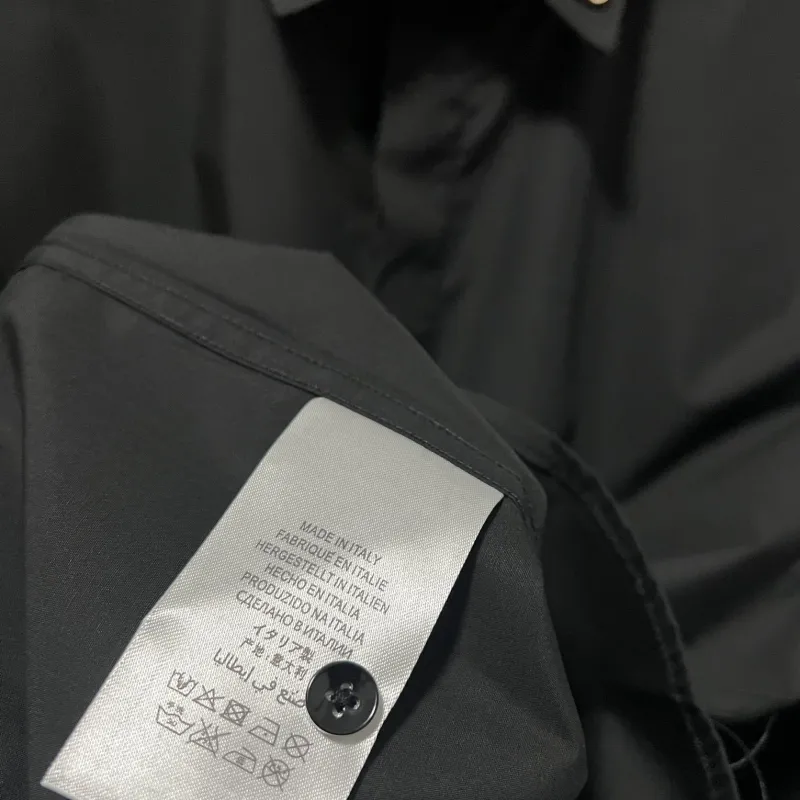 MADE IN ITALY
FABRIQUÉ EN ITALIE
HERGESTELLT IN ITALIEN
HECHO EN ITALIA
PRODUZIDO NA ITALIA
СДЕЛАНО В ИТАЛИИ
イタリア製
产地：意大利
صنع في إيطاليا